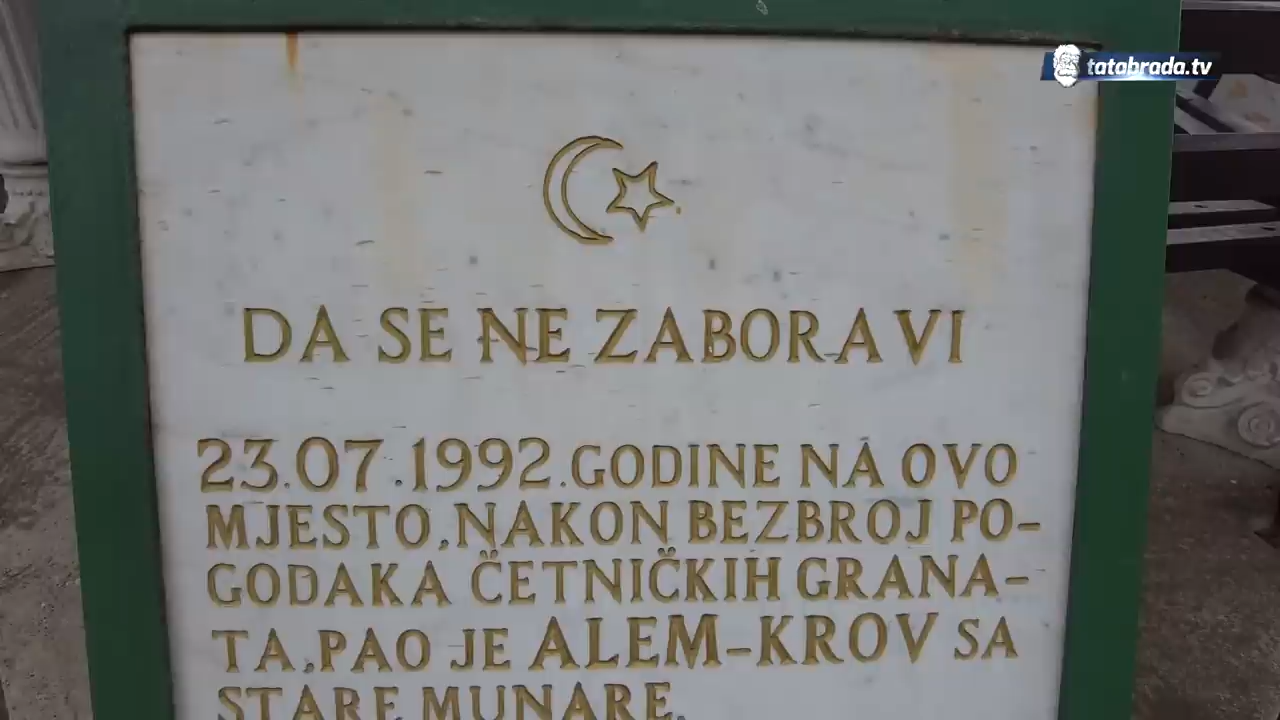 tatabrada.tv
DA SE NE ZABORAVI
23.07.1992.GODINE NA OVO
MJESTO,NAKON BEZBROJ PO-
GODAKA ČETNIČKIH GRANA-
TA,PAO JE ALEM-KROV SA
STARE MUNARE.